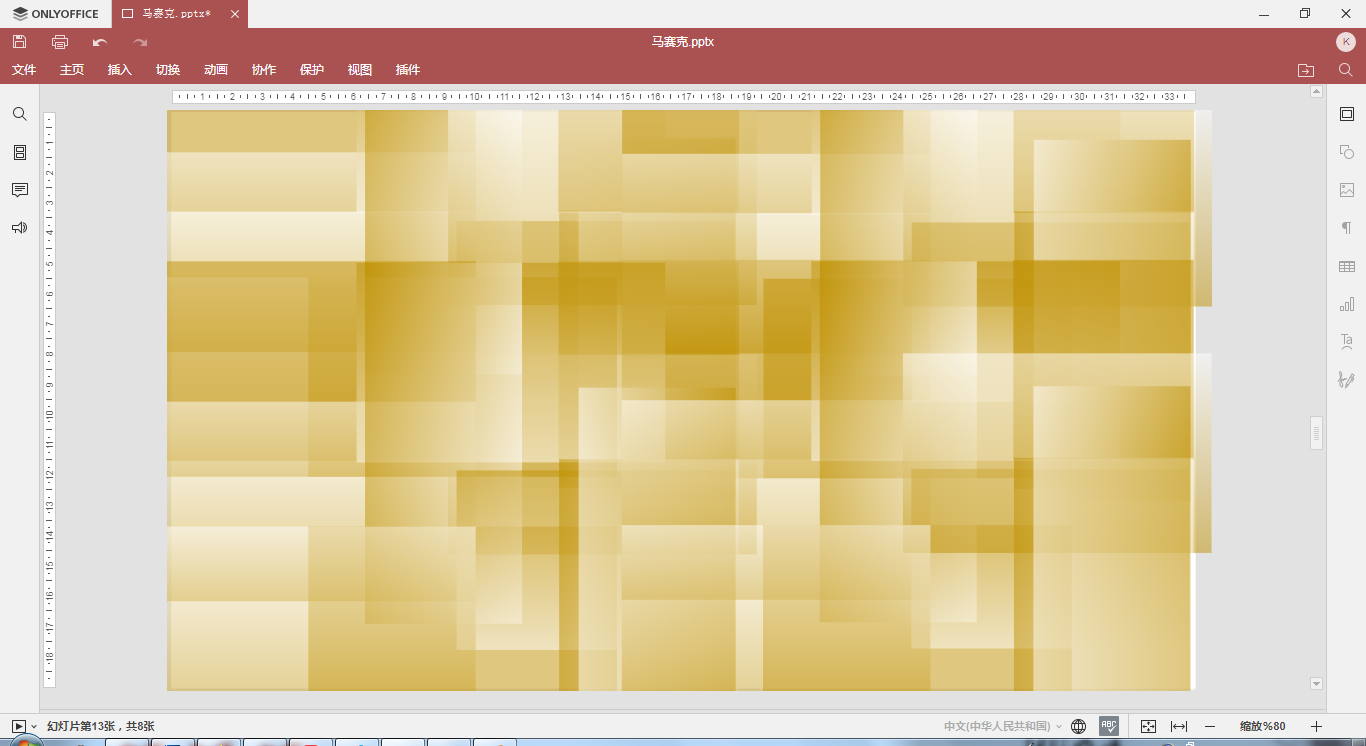 ONLYOFFICE
马赛克.pptx*
马赛克.pptx
K
文件 主页 插入 切换 动画 协作 保护 视图 插件
1 2 3 4 5 6 7 8 9 10 11 12 13 14 15 16 17 18 19 20 21 22 23 24 25 26 27 28 29 30 31 32 33
1 2 3 4 5 6 7 8 9 10 11 12 13 14 15 16 17 18
Ta
幻灯片第13张，共8张
中文(中华人民共和国)
ABC
缩放%80